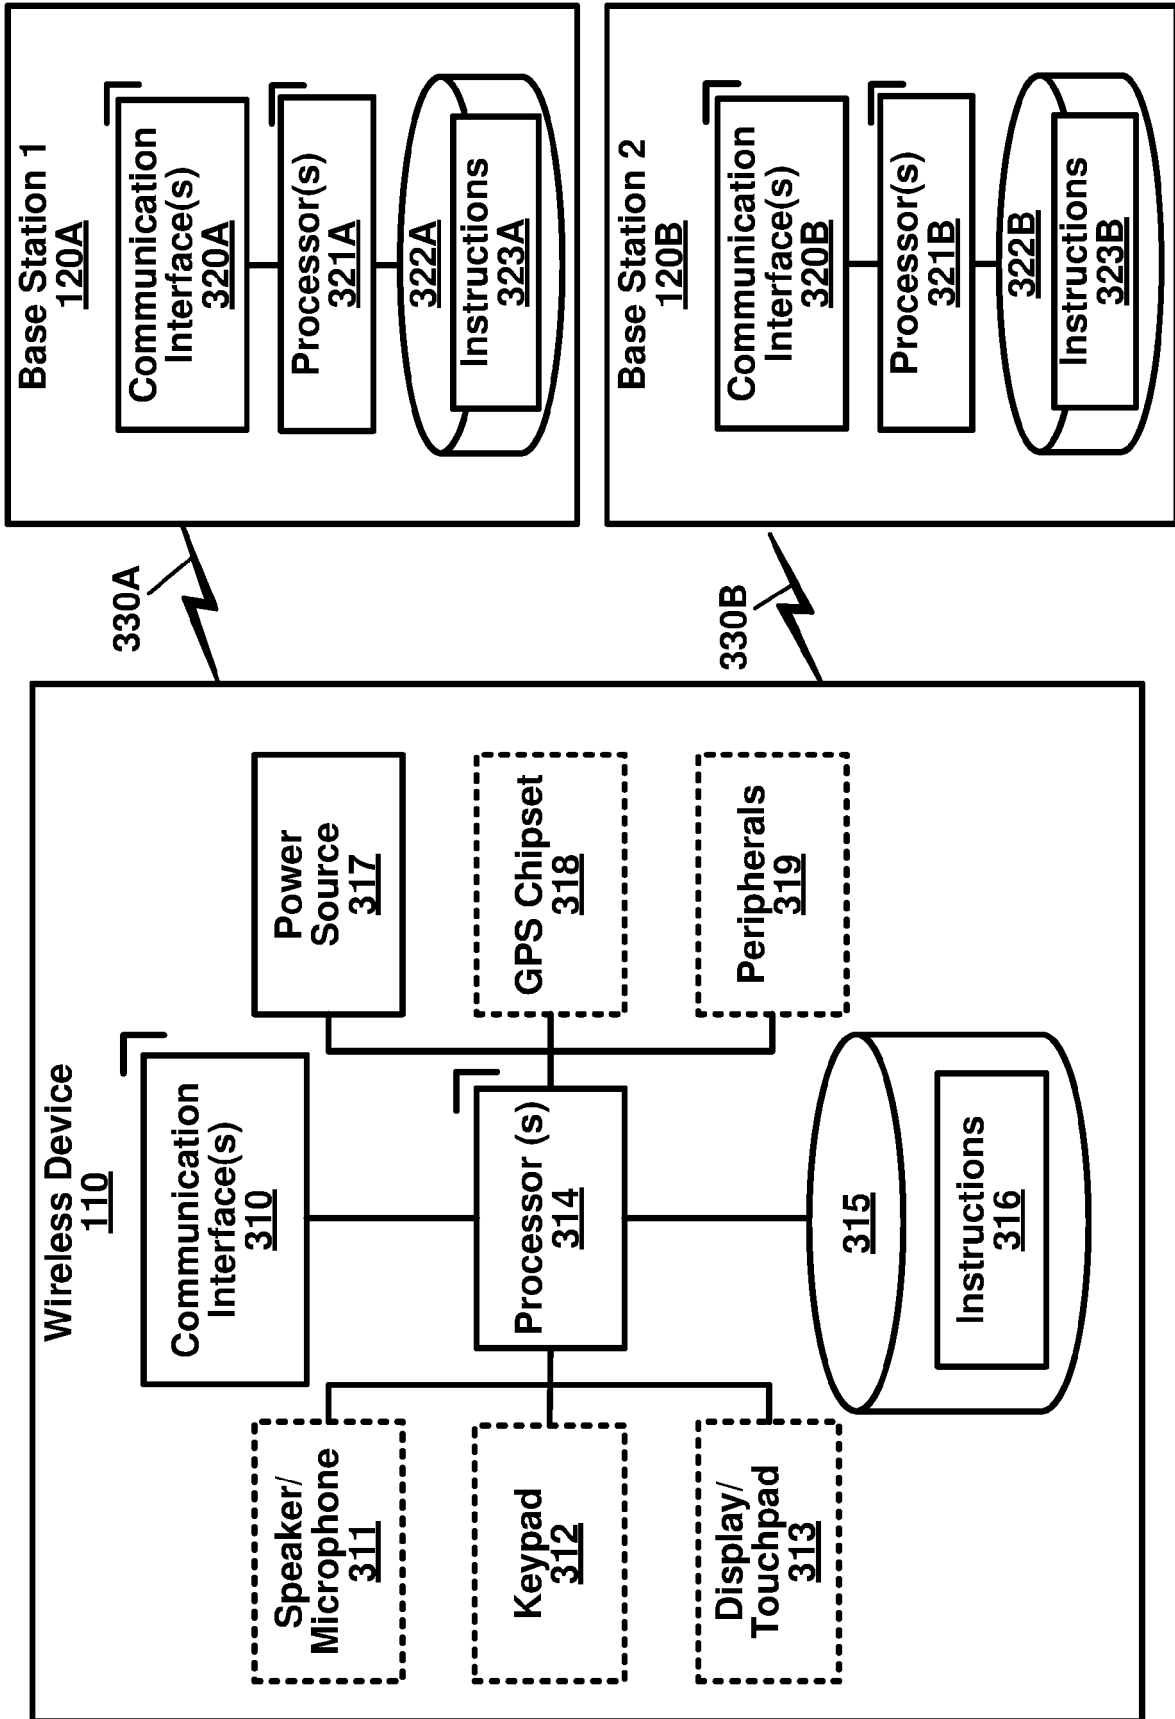 Wireless Device
110
Communication
Interface(s)
310
Speaker/
Microphone
311
Keypad
312
Display/
Touchpad
313
Processor (s)
314
315
Instructions
316
Power
Source
317
GPS Chipset
318
Peripherals
319
330A
330B
Base Station 1
120A
Communication
Interface(s)
320A
Processor(s)
321A
322A
Instructions
323A
Base Station 2
120B
Communication
Interface(s)
320B
Processor(s)
321B
322B
Instructions
323B